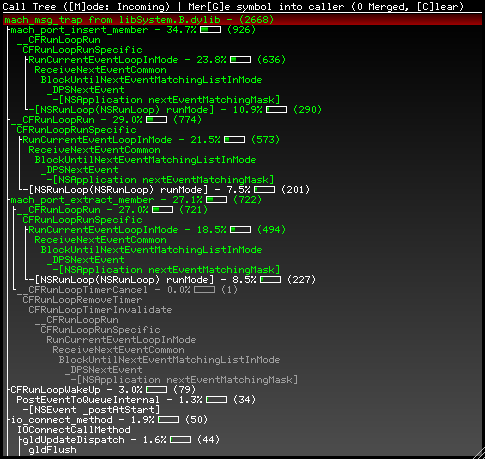 Call Tree ([M]ode: Incoming) | Mer[G]e symbol into caller (0 Merged, [C]lear)
mach_msg_trap from libSystem.B.dylib - (2668)
mach_port_insert_member - 34.7% (926)
__CFRunLoopRun
CFRunLoopRunSpecific
RunCurrentEventLoopInMode - 23.8% (636)
ReceiveNextEventCommon
BlockUntilNextEventMatchingListInMode
_DPSNextEvent
-[NSApplication nextEventMatchingMask]
-[NSRunLoop(NSRunLoop) runMode] - 10.9% (290)
__CFRunLoopRun - 29.0% (774)
CFRunLoopRunSpecific
RunCurrentEventLoopInMode - 21.5% (573)
ReceiveNextEventCommon
BlockUntilNextEventMatchingListInMode
_DPSNextEvent
-[NSApplication nextEventMatchingMask]
-[NSRunLoop(NSRunLoop) runMode] - 7.5% (201)
mach_port_extract_member - 27.1% (722)
__CFRunLoopRun - 27.0% (721)
CFRunLoopRunSpecific
RunCurrentEventLoopInMode - 18.5% (494)
ReceiveNextEventCommon
BlockUntilNextEventMatchingListInMode
_DPSNextEvent
-[NSApplication nextEventMatchingMask]
-[NSRunLoop(NSRunLoop) runMode] - 8.5% (227)
__CFRunLoopTimerCancel - 0.0% (1)
CFRunLoopRemoveTimer
CFRunLoopTimerInvalidate
__CFRunLoopRun
CFRunLoopRunSpecific
RunCurrentEventLoopInMode
ReceiveNextEventCommon
BlockUntilNextEventMatchingListInMode
_DPSNextEvent
-[NSApplication nextEventMatchingMask]
CFRunLoopWakeUp - 3.0% (79)
PostEventToQueueInternal - 1.3% (34)
-[NSEvent _postAtStart]
io_connect_method - 1.9% (50)
IOConnectCallMethod
gldUpdateDispatch - 1.6% (44)
gldFlush